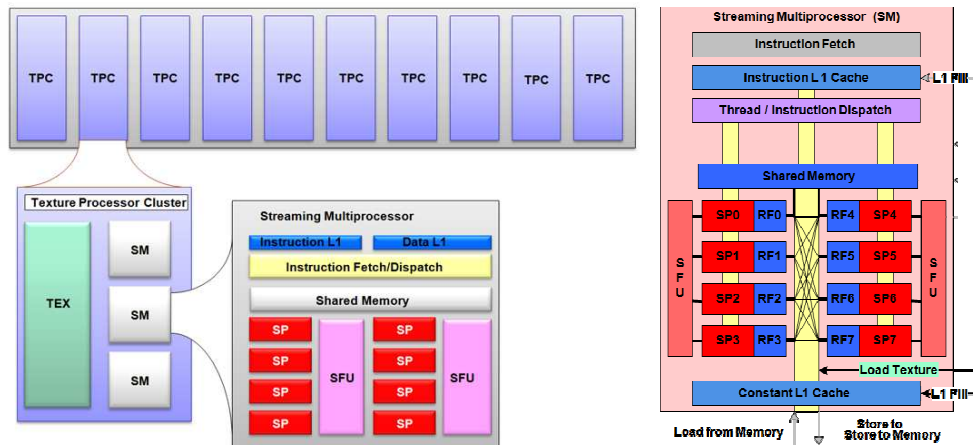 TPC TPC TPC TPC TPC TPC TPC TPC TPC TPC
Texture Processor Cluster
TEX
SM
SM
SM
Streaming Multiprocessor
Instruction L1 Data L1
Instruction Fetch/Dispatch
Shared Memory
SP SP
SP SP
SFU SFU
SP SP
SP SP
Streaming Multiprocessor (SM)
Instruction Fetch
Instruction L1 Cache
L1 Fill
Thread / Instruction Dispatch
Shared Memory
SP0 RF0 RF4 SP4
SP1 RF1 RF5 SP5
SFU SFU
SP2 RF2 RF6 SP6
SP3 RF3 RF7 SP7
Load Texture
Constant L1 Cache
L1 Fill
Load from Memory
Store to
Store to Memory